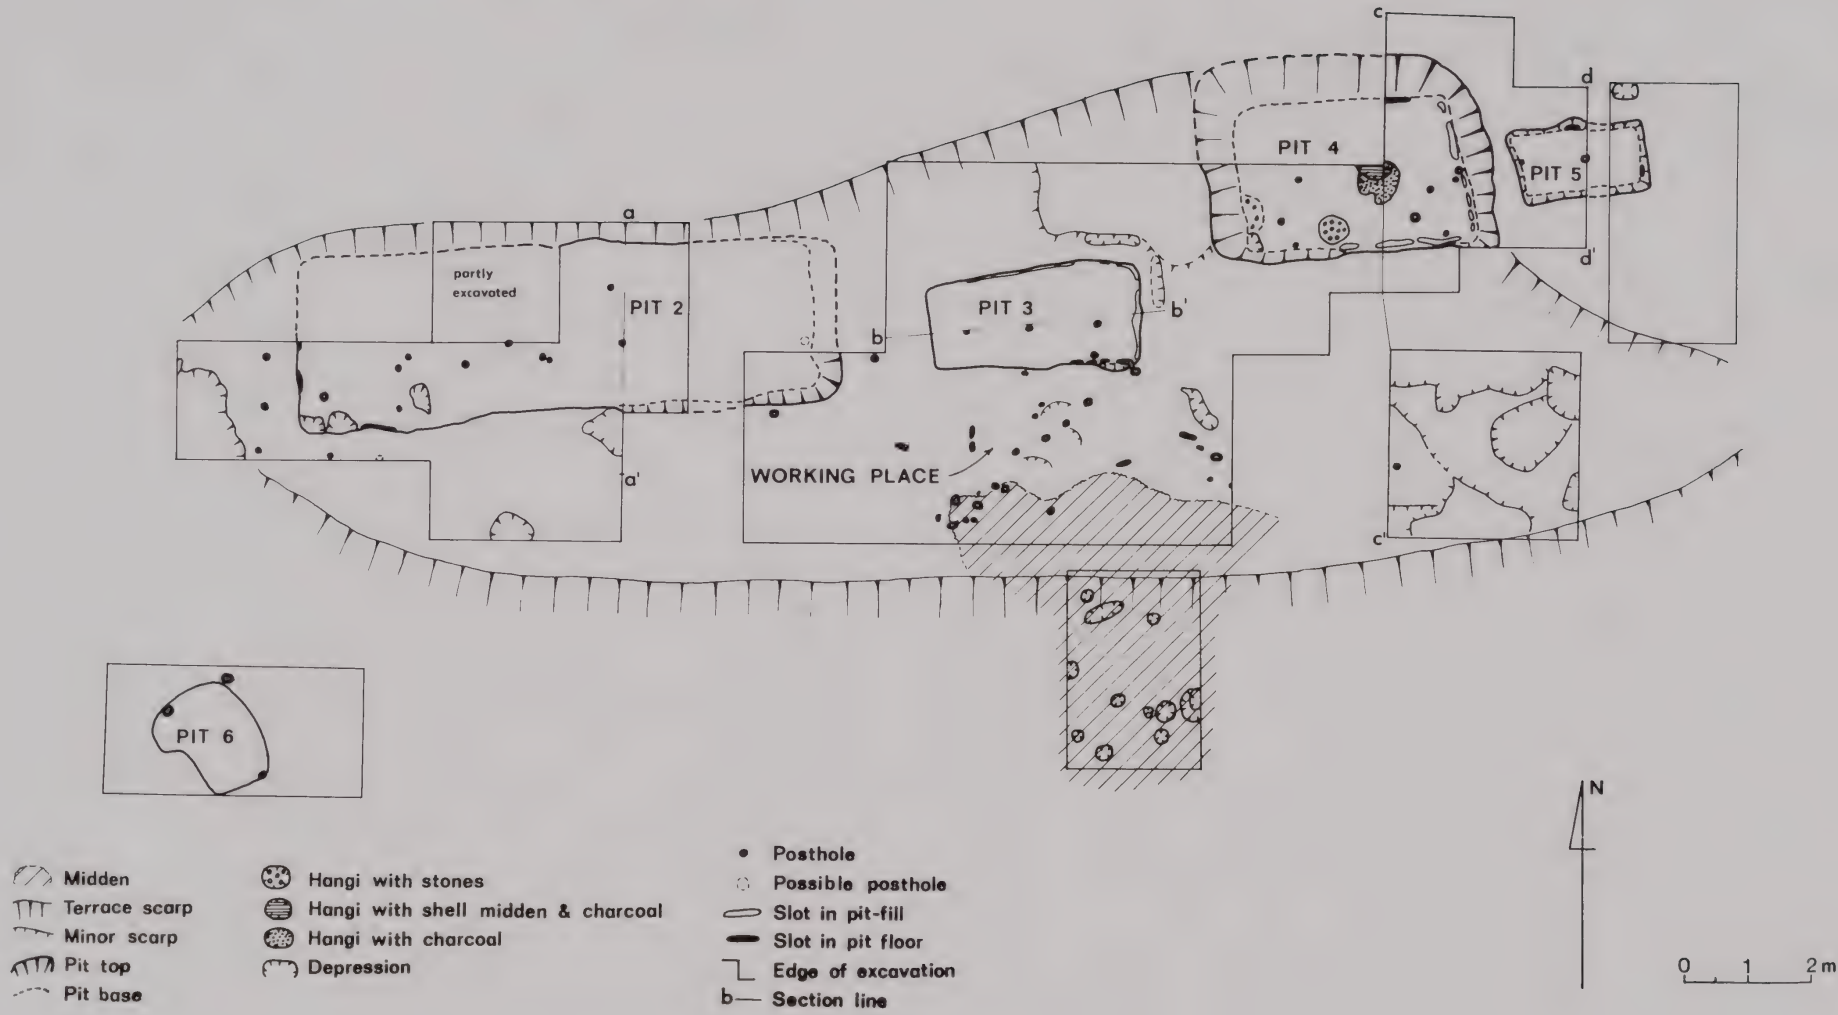 c
d
a
PIT 4
PIT 5
partly
excavated
PIT 2
PIT 3
d'
b'
b
WORKING PLACE
a'
c'
PIT 6
N
Midden
Terrace scarp
Minor scarp
Pit top
Pit base
Hangi with stones
Hangi with shell midden & charcoal
Hangi with charcoal
Depression
Posthole
Possible posthole
Slot in pit-fill
Slot in pit floor
Edge of excavation
b— Section line
0 1 2 m